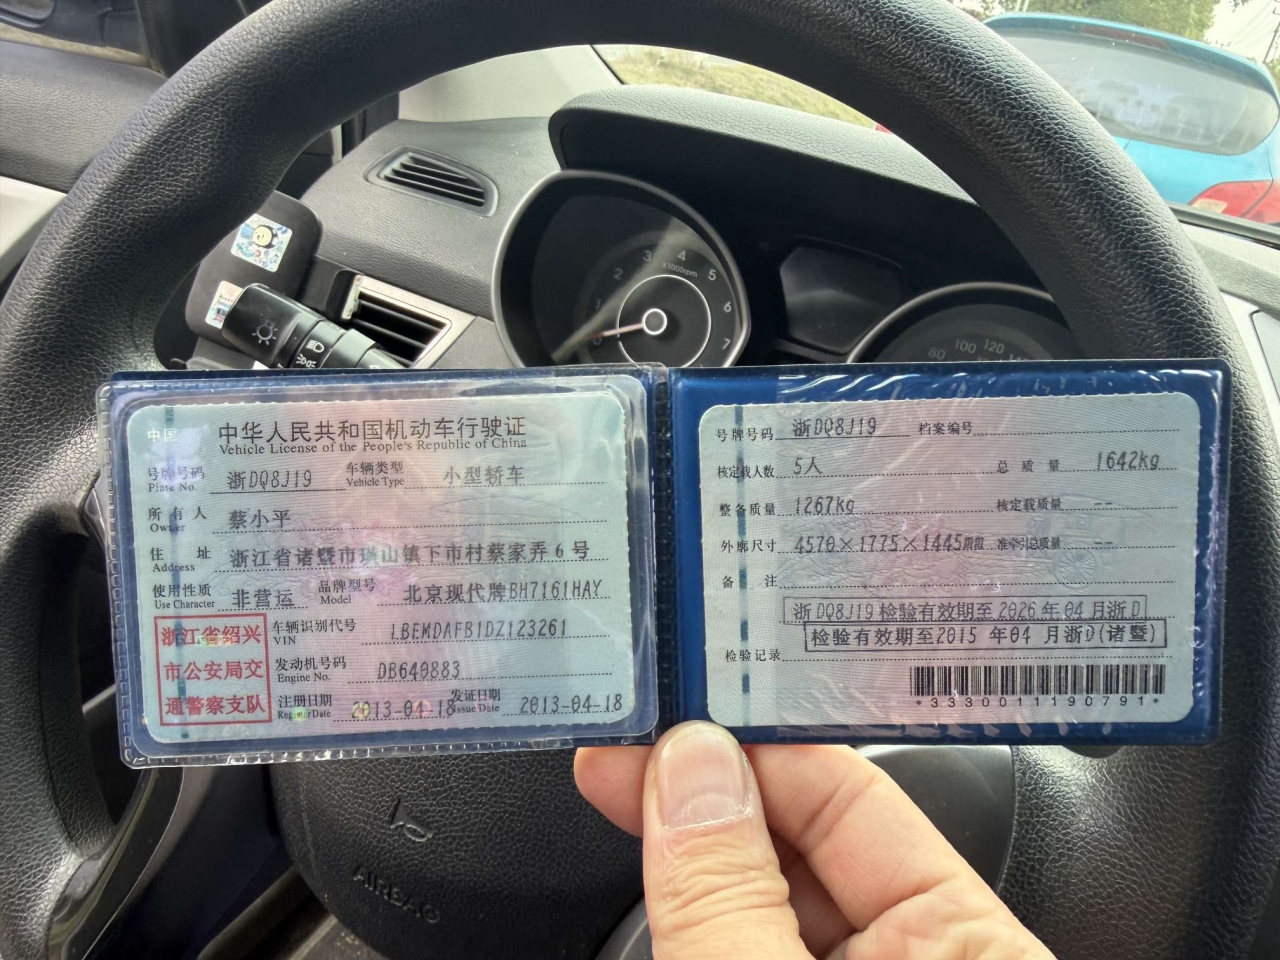 中国
中华人民共和国机动车行驶证
Vehicle License of the People's Republic of China
号牌号码 Plate No. 浙DQ8J19 车辆类型 Vehicle Type 小型轿车
所有人 Owner 蔡小平
住址 Address 浙江省诸暨市璜山镇下市村蔡家弄6号
使用性质 Use Character 非营运 品牌型号 Model 北京现代牌BH7161HAY
浙江省绍兴
市公安局交
通警察支队
车辆识别代号 VIN LBEMDAFB1DZ123261
发动机号码 Engine No. DB640883
注册日期 Register Date 2013-04-18 发证日期 Issue Date 2013-04-18
号牌号码 浙DQ8J19 档案编号
核定载人数 5人 总质量 1642kg
整备质量 1267kg 核定载质量 --
外廓尺寸 4570×1775×1445 准牵引总质量 --
备注
浙DQ8J19 检验有效期至2026年04月浙D
检验有效期至2015年04月浙D(诸暨)
检验记录
*3330011190791*
1 2 3 4 5 6 7
x1000rpm
80 100 120
AIRBAG